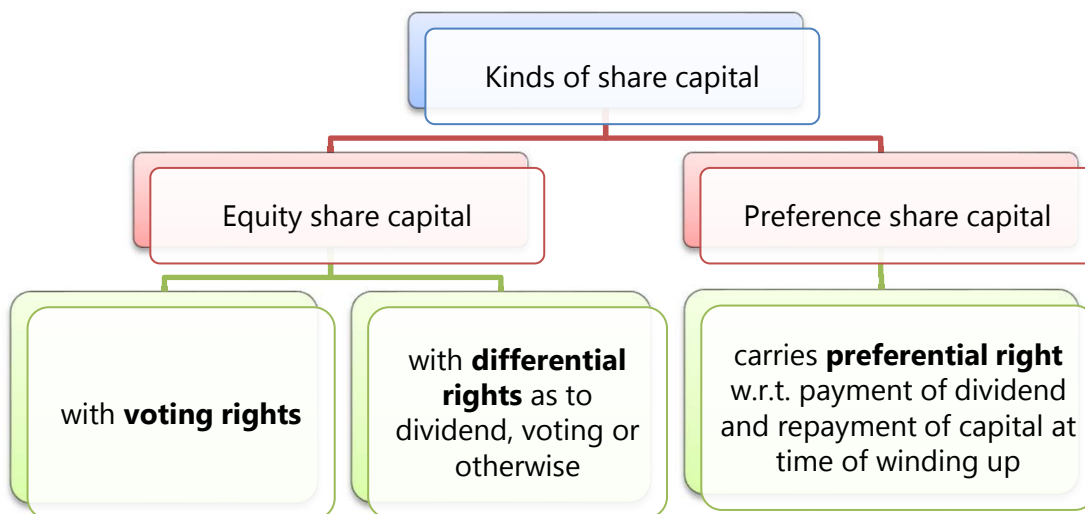 Kinds of share capital
Equity share capital
Preference share capital
with voting rights
with differential
rights as to
dividend, voting or
otherwise
carries preferential right
w.r.t. payment of dividend
and repayment of capital at
time of winding up